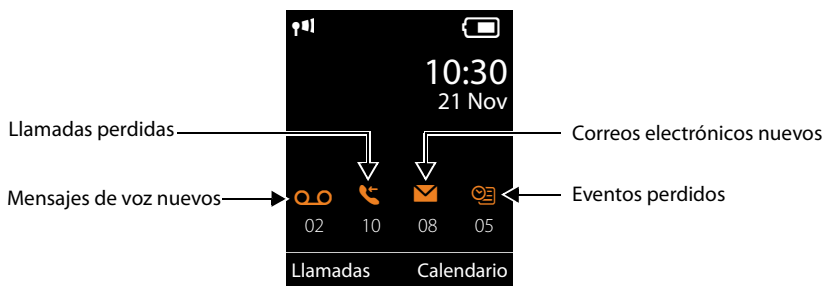 10:30
21 Nov
Llamadas perdidas
Correos electrónicos nuevos
Mensajes de voz nuevos
Eventos perdidos
02 10 08 05
Llamadas Calendario